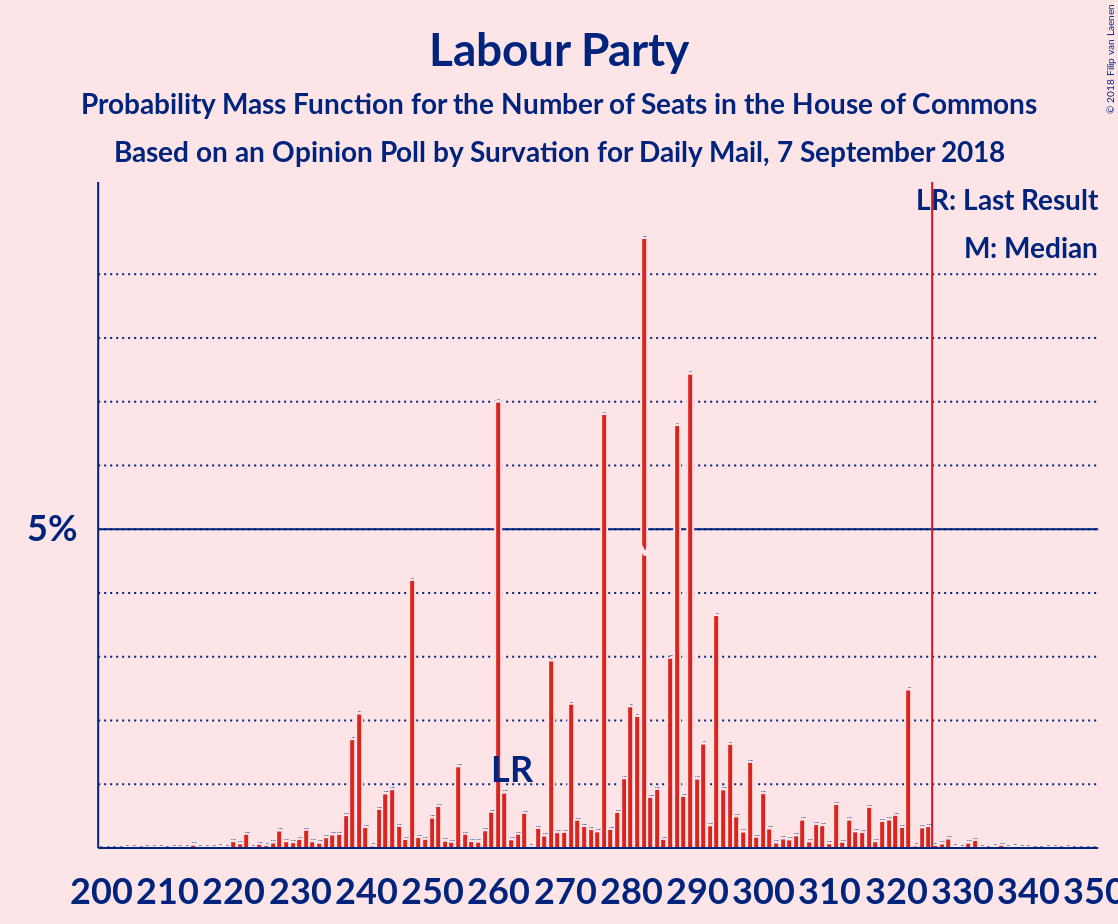 Labour Party
Probability Mass Function for the Number of Seats in the House of Commons
Based on an Opinion Poll by Survation for Daily Mail, 7 September 2018
© 2018 Filip van Laenen
LR: Last Result
M: Median
5%
LR
200 210 220 230 240 250 260 270 280 290 300 310 320 330 340 350